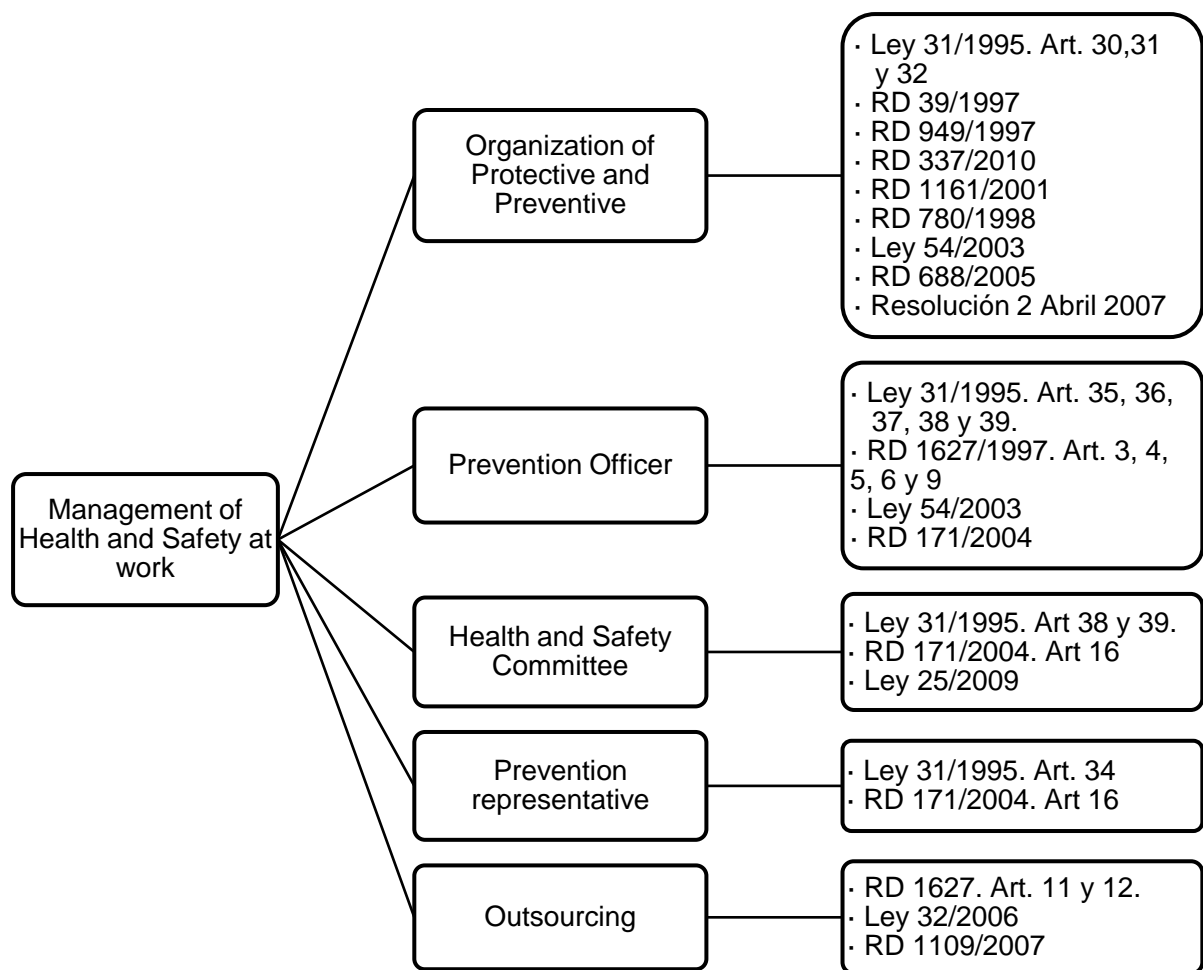 Management of
Health and Safety at
work
Organization of
Protective and
Preventive
· Ley 31/1995. Art. 30,31
y 32
· RD 39/1997
· RD 949/1997
· RD 337/2010
· RD 1161/2001
· RD 780/1998
· Ley 54/2003
· RD 688/2005
· Resolución 2 Abril 2007
Prevention Officer
· Ley 31/1995. Art. 35, 36,
37, 38 y 39.
· RD 1627/1997. Art. 3, 4,
5, 6 y 9
· Ley 54/2003
· RD 171/2004
Health and Safety
Committee
· Ley 31/1995. Art 38 y 39.
· RD 171/2004. Art 16
· Ley 25/2009
Prevention
representative
· Ley 31/1995. Art. 34
· RD 171/2004. Art 16
Outsourcing
· RD 1627. Art. 11 y 12.
· Ley 32/2006
· RD 1109/2007